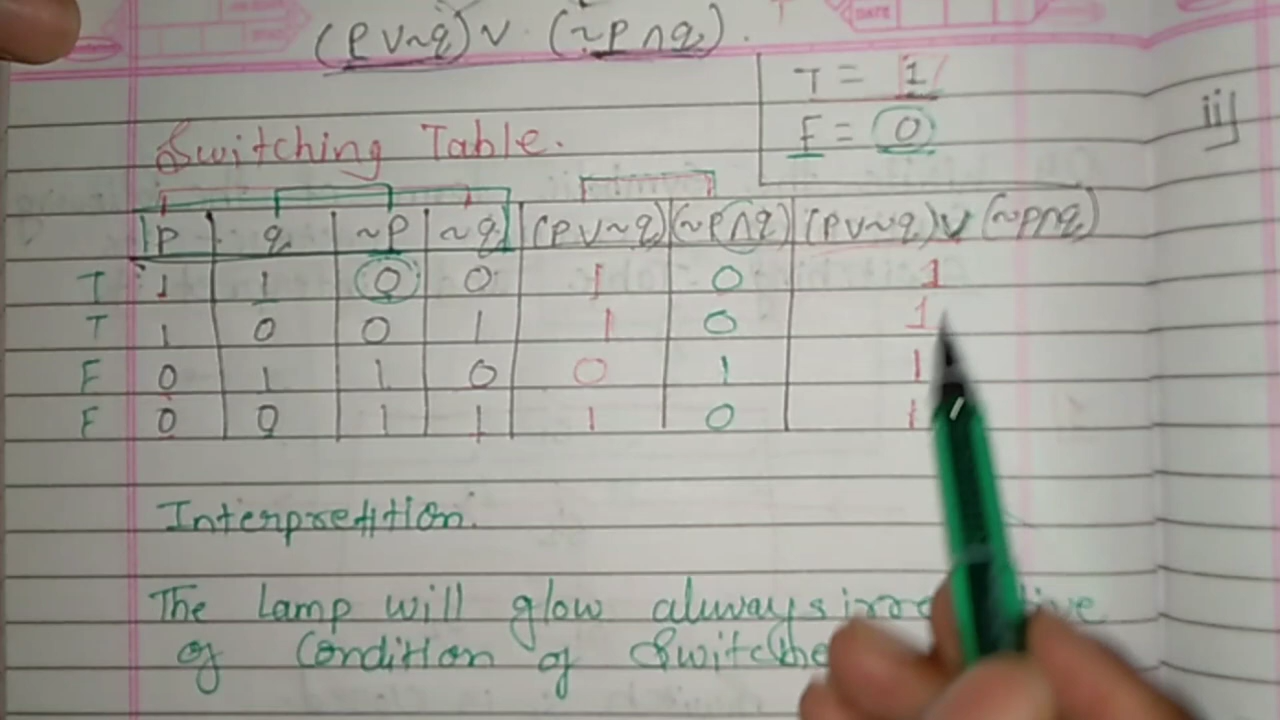 (p∨~q)∨ (~p∧q).
DATE
T = 1
F = 0
ii)
Switching Table.
p q ~p ~q (p∨~q) (~p∧q) (p∨~q)∨(~p∧q)
T 1 1 0 0 1 0 1
T 1 0 0 1 1 0 1
F 0 1 1 0 0 1 1
F 0 0 1 1 1 0 1
Interpretition.
The Lamp will glow always
of Condition of